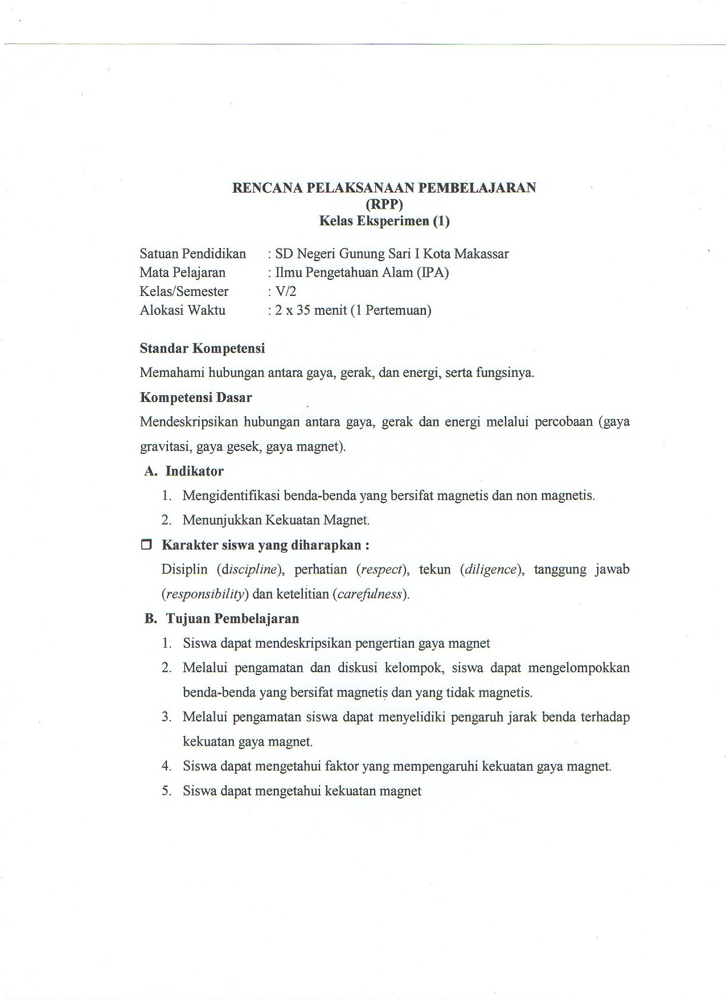 RENCANA PELAKSANAAN PEMBELAJARAN
(RPP)
Kelas Eksperimen (1)
Satuan Pendidikan : SD Negeri Gunung Sari I Kota Makassar
Mata Pelajaran : Ilmu Pengetahuan Alam (IPA)
Kelas/Semester : V/2
Alokasi Waktu : 2 x 35 menit (1 Pertemuan)
Standar Kompetensi
Memahami hubungan antara gaya, gerak, dan energi, serta fungsinya.
Kompetensi Dasar
Mendeskripsikan hubungan antara gaya, gerak dan energi melalui percobaan (gaya
gravitasi, gaya gesek, gaya magnet).
A. Indikator
1. Mengidentifikasi benda-benda yang bersifat magnetis dan non magnetis.
2. Menunjukkan Kekuatan Magnet.
❒ Karakter siswa yang diharapkan :
Disiplin (discipline), perhatian (respect), tekun (diligence), tanggung jawab
(responsibility) dan ketelitian (carefulness).
B. Tujuan Pembelajaran
1. Siswa dapat mendeskripsikan pengertian gaya magnet
2. Melalui pengamatan dan diskusi kelompok, siswa dapat mengelompokkan
benda-benda yang bersifat magnetis dan yang tidak magnetis.
3. Melalui pengamatan siswa dapat menyelidiki pengaruh jarak benda terhadap
kekuatan gaya magnet.
4. Siswa dapat mengetahui faktor yang mempengaruhi kekuatan gaya magnet.
5. Siswa dapat mengetahui kekuatan magnet